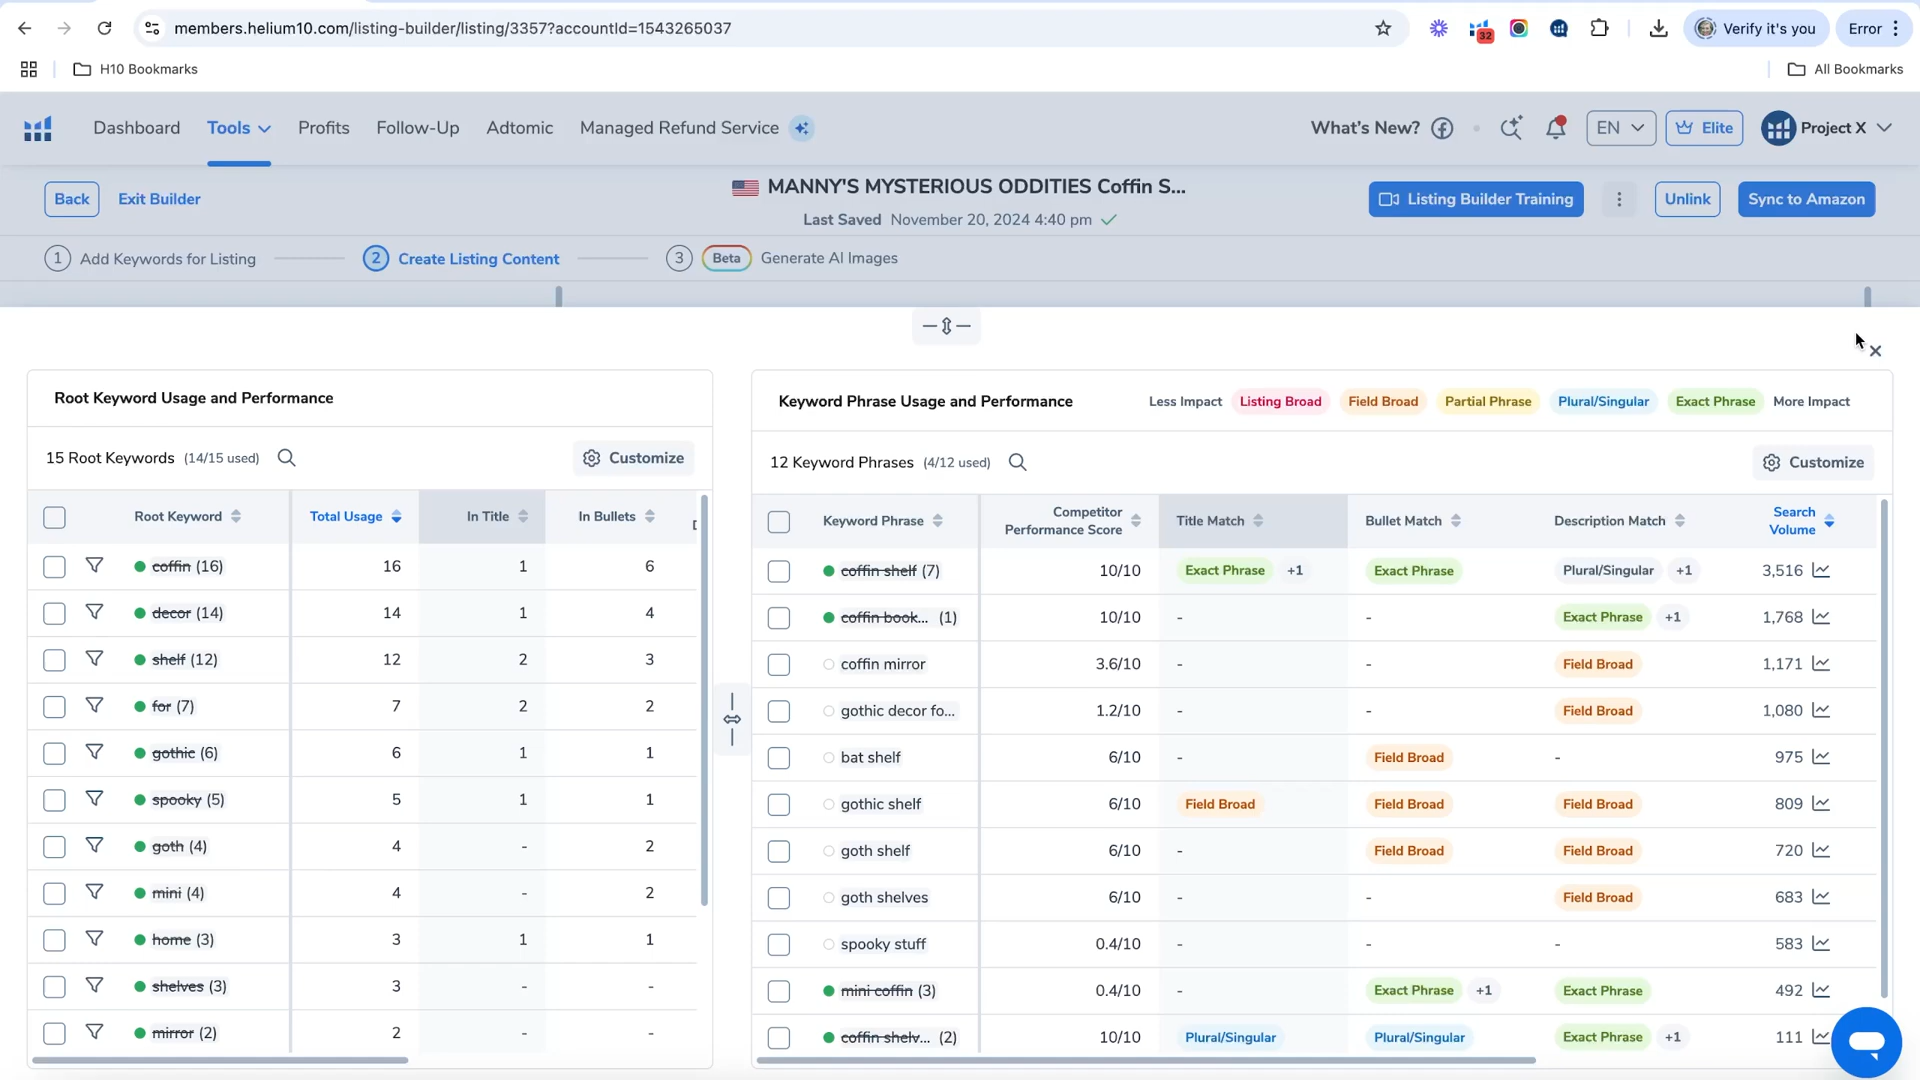 members.helium10.com/listing-builder/listing/3357?accountId=1543265037
32
Verify it's you
Error
H10 Bookmarks
All Bookmarks
Dashboard
Tools
Profits
Follow-Up
Adtomic
Managed Refund Service
What's New?
EN
Elite
Project X
Back
Exit Builder
MANNY'S MYSTERIOUS ODDITIES Coffin S...
Last Saved November 20, 2024 4:40 pm
Listing Builder Training
Unlink
Sync to Amazon
1 Add Keywords for Listing
2 Create Listing Content
3 Beta Generate AI Images
Root Keyword Usage and Performance
15 Root Keywords (14/15 used)
Customize
Root Keyword Total Usage In Title In Bullets
coffin (16) 16 1 6
decor (14) 14 1 4
shelf (12) 12 2 3
for (7) 7 2 2
gothic (6) 6 1 1
spooky (5) 5 1 1
goth (4) 4 - 2
mini (4) 4 - 2
home (3) 3 1 1
shelves (3) 3 - -
mirror (2) 2 - -
Keyword Phrase Usage and Performance
Less Impact Listing Broad Field Broad Partial Phrase Plural/Singular Exact Phrase More Impact
12 Keyword Phrases (4/12 used)
Customize
Keyword Phrase Competitor Performance Score Title Match Bullet Match Description Match Search Volume
coffin shelf (7) 10/10 Exact Phrase +1 Exact Phrase Plural/Singular +1 3,516
coffin book... (1) 10/10 - - Exact Phrase +1 1,768
coffin mirror 3.6/10 - - Field Broad 1,171
gothic decor fo... 1.2/10 - - Field Broad 1,080
bat shelf 6/10 - Field Broad - 975
gothic shelf 6/10 Field Broad Field Broad Field Broad 809
goth shelf 6/10 - Field Broad Field Broad 720
goth shelves 6/10 - - Field Broad 683
spooky stuff 0.4/10 - - - 583
mini coffin (3) 0.4/10 - Exact Phrase +1 Exact Phrase 492
coffin shelv... (2) 10/10 Plural/Singular Plural/Singular Exact Phrase +1 111